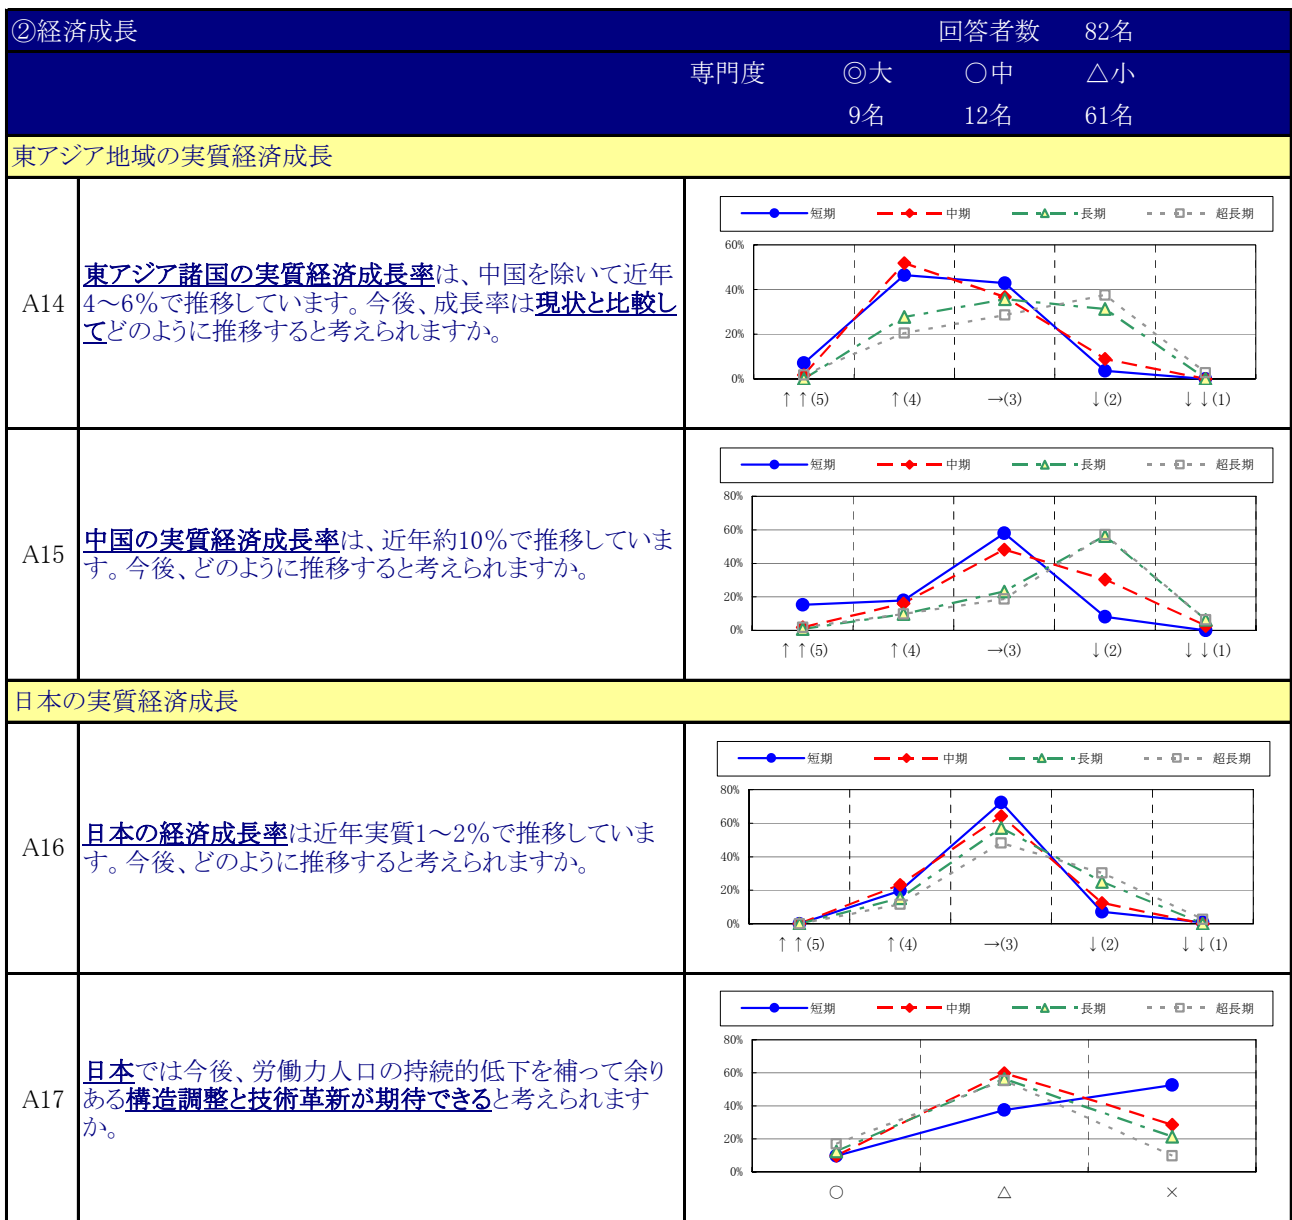 ②経済成長 回答者数 82名
専門度 ◎大 ○中 △小
9名 12名 61名
東アジア地域の実質経済成長
A14
東アジア諸国の実質経済成長率は、中国を除いて近年
4～6％で推移しています。今後、成長率は現状と比較し
てどのように推移すると考えられますか。
短期 中期 長期 超長期
60%
40%
20%
0%
↑↑(5) ↑(4) →(3) ↓(2) ↓↓(1)
A15
中国の実質経済成長率は、近年約10％で推移していま
す。今後、どのように推移すると考えられますか。
短期 中期 長期 超長期
80%
60%
40%
20%
0%
↑↑(5) ↑(4) →(3) ↓(2) ↓↓(1)
日本の実質経済成長
A16
日本の経済成長率は近年実質1～2％で推移していま
す。今後、どのように推移すると考えられますか。
短期 中期 長期 超長期
80%
60%
40%
20%
0%
↑↑(5) ↑(4) →(3) ↓(2) ↓↓(1)
A17
日本では今後、労働力人口の持続的低下を補って余り
ある構造調整と技術革新が期待できると考えられます
か。
短期 中期 長期 超長期
80%
60%
40%
20%
0%
○ △ ×